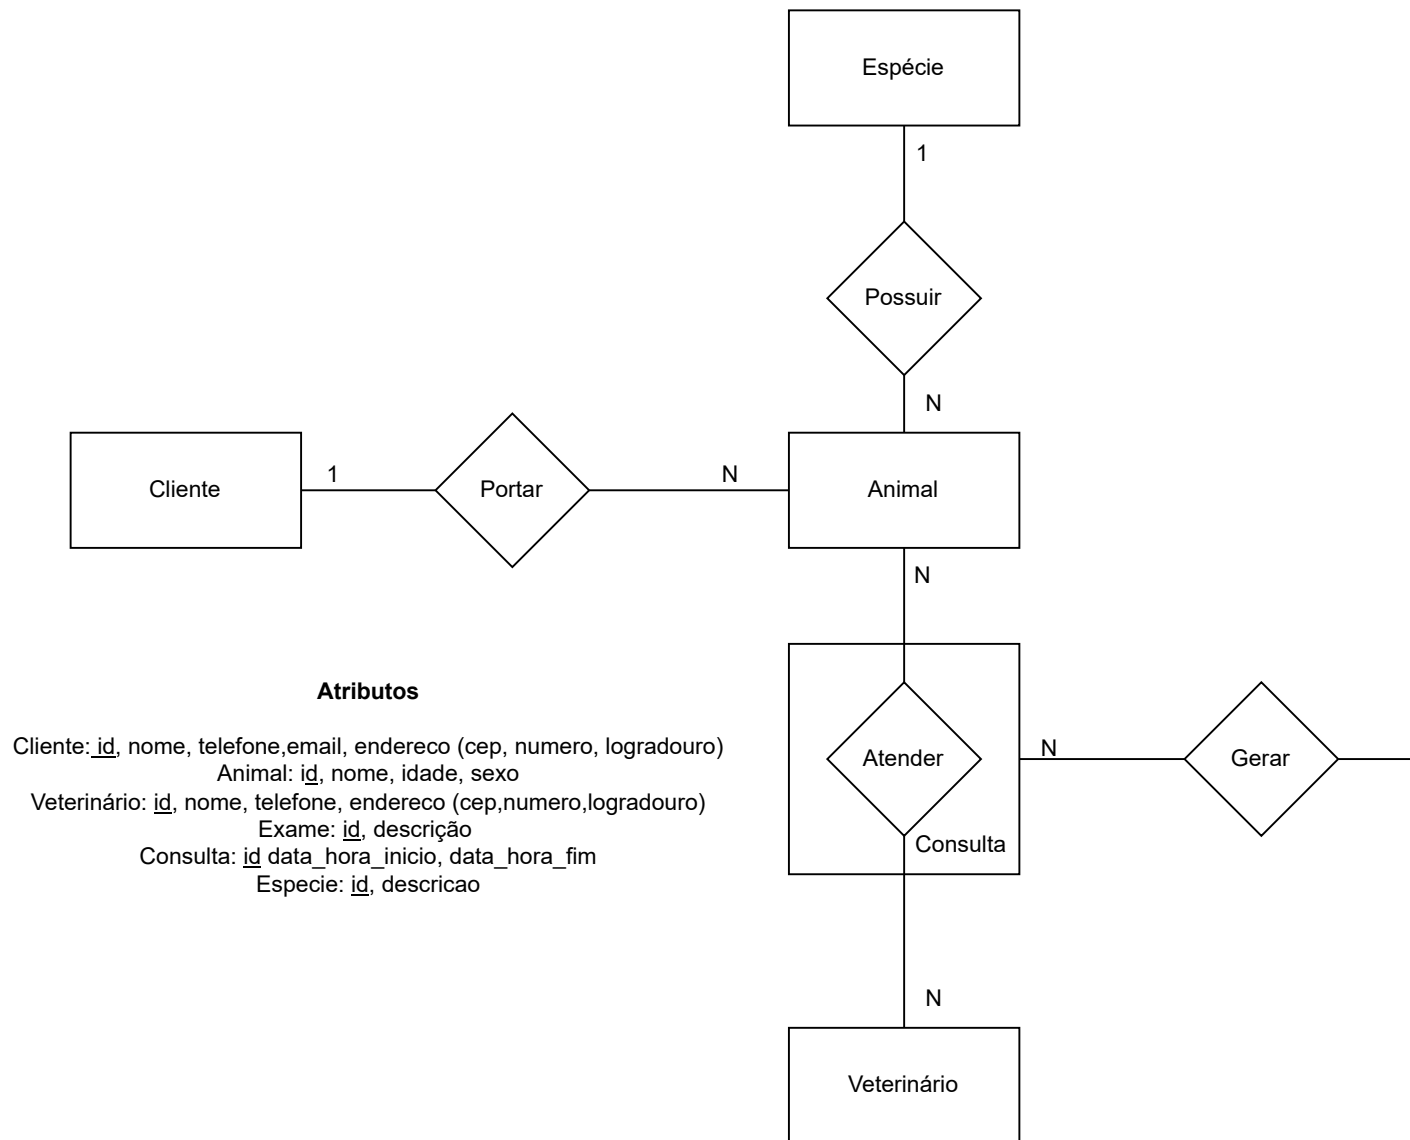 Espécie
1
Possuir
N
Cliente
1
Portar
N
Animal
N
Atributos
Cliente: id, nome, telefone,email, endereco (cep, numero, logradouro)
Animal: id, nome, idade, sexo
Veterinário: id, nome, telefone, endereco (cep,numero,logradouro)
Exame: id, descrição
Consulta: id data_hora_inicio, data_hora_fim
Especie: id, descricao
Atender
Consulta
N
Gerar
N
Veterinário